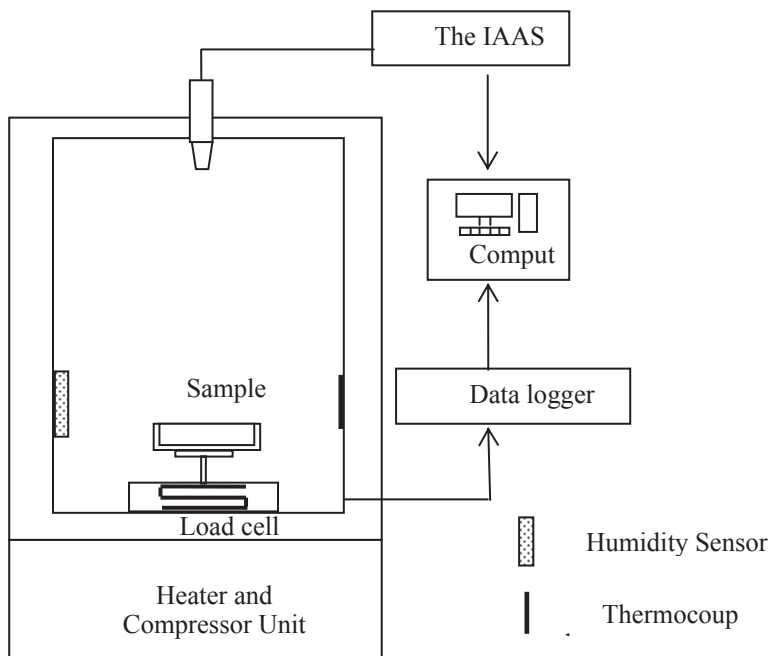 The IAAS
Comput
Sample
Data logger
Load cell
Humidity Sensor
Heater and
Compressor Unit
Thermocoup